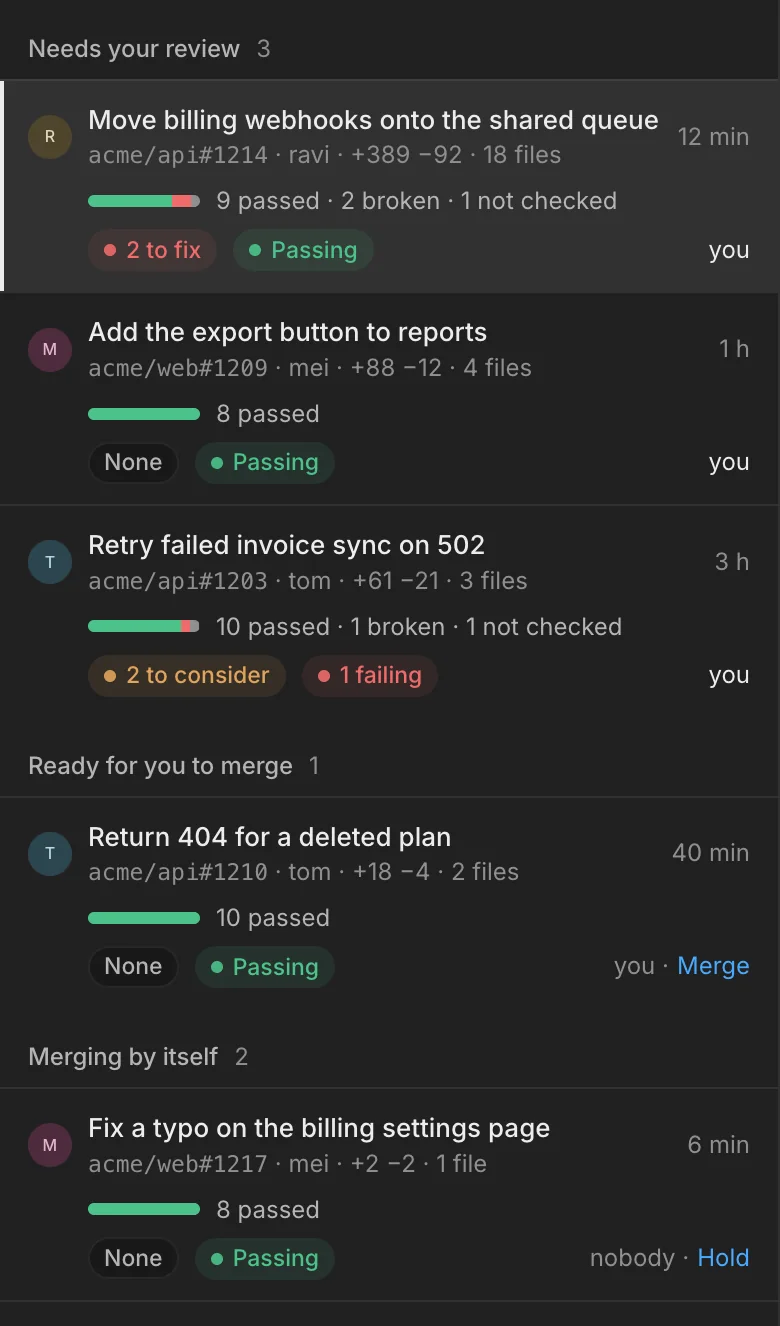 Needs your review 3
R
Move billing webhooks onto the shared queue
12 min
acme/api#1214 · ravi · +389 −92 · 18 files
9 passed · 2 broken · 1 not checked
2 to fix Passing you
M
Add the export button to reports
1 h
acme/web#1209 · mei · +88 −12 · 4 files
8 passed
None Passing you
T
Retry failed invoice sync on 502
3 h
acme/api#1203 · tom · +61 −21 · 3 files
10 passed · 1 broken · 1 not checked
2 to consider 1 failing you
Ready for you to merge 1
T
Return 404 for a deleted plan
40 min
acme/api#1210 · tom · +18 −4 · 2 files
10 passed
None Passing you · Merge
Merging by itself 2
M
Fix a typo on the billing settings page
6 min
acme/web#1217 · mei · +2 −2 · 1 file
8 passed
None Passing nobody · Hold